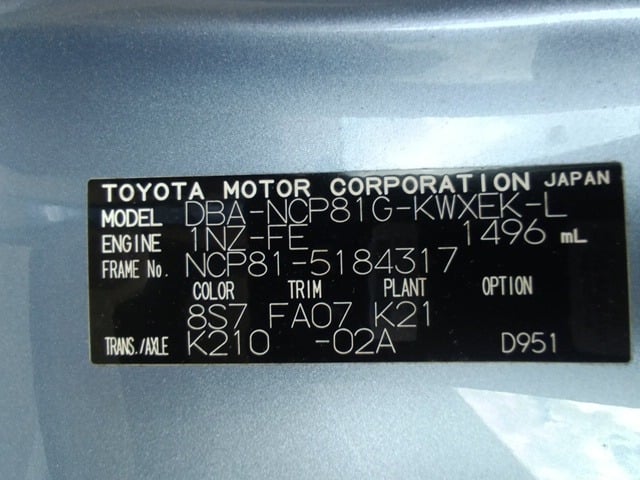 TOYOTA MOTOR CORPORATION JAPAN
MODEL DBA-NCP81G-KWXEK-L
ENGINE 1NZ-FE 1496 mL
FRAME No. NCP81-5184317
COLOR TRIM PLANT OPTION
8S7 FA07 K21
TRANS./AXLE K210 -02A D951